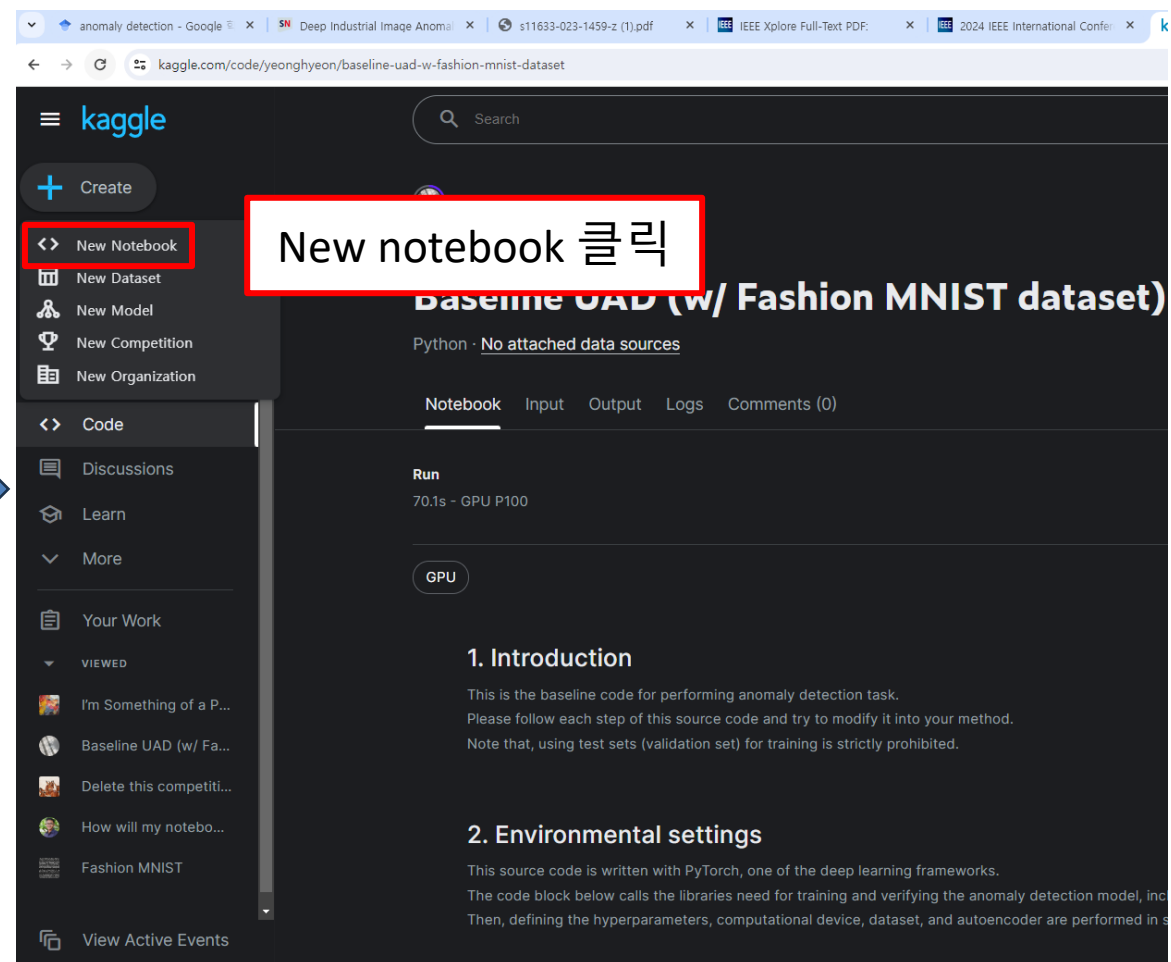 anomaly detection - Google
SN Deep Industrial Image Anomal
s11633-023-1459-z (1).pdf
IEEE IEEE Xplore Full-Text PDF:
IEEE 2024 IEEE International Confer
k
kaggle.com/code/yeonghyeon/baseline-uad-w-fashion-mnist-dataset
kaggle
Search
Create
New Notebook
New notebook 클릭
New Dataset
New Model
New Competition
New Organization
Baseline UAD (w/ Fashion MNIST dataset)
Python · No attached data sources
Notebook Input Output Logs Comments (0)
Code
Discussions
Learn
More
Your Work
VIEWED
I'm Something of a P...
Baseline UAD (w/ Fa...
Delete this competiti...
How will my notebo...
Fashion MNIST
View Active Events
Run
70.1s - GPU P100
GPU
1. Introduction
This is the baseline code for performing anomaly detection task.
Please follow each step of this source code and try to modify it into your method.
Note that, using test sets (validation set) for training is strictly prohibited.
2. Environmental settings
This source code is written with PyTorch, one of the deep learning frameworks.
The code block below calls the libraries need for training and verifying the anomaly detection model, incl
Then, defining the hyperparameters, computational device, dataset, and autoencoder are performed in s